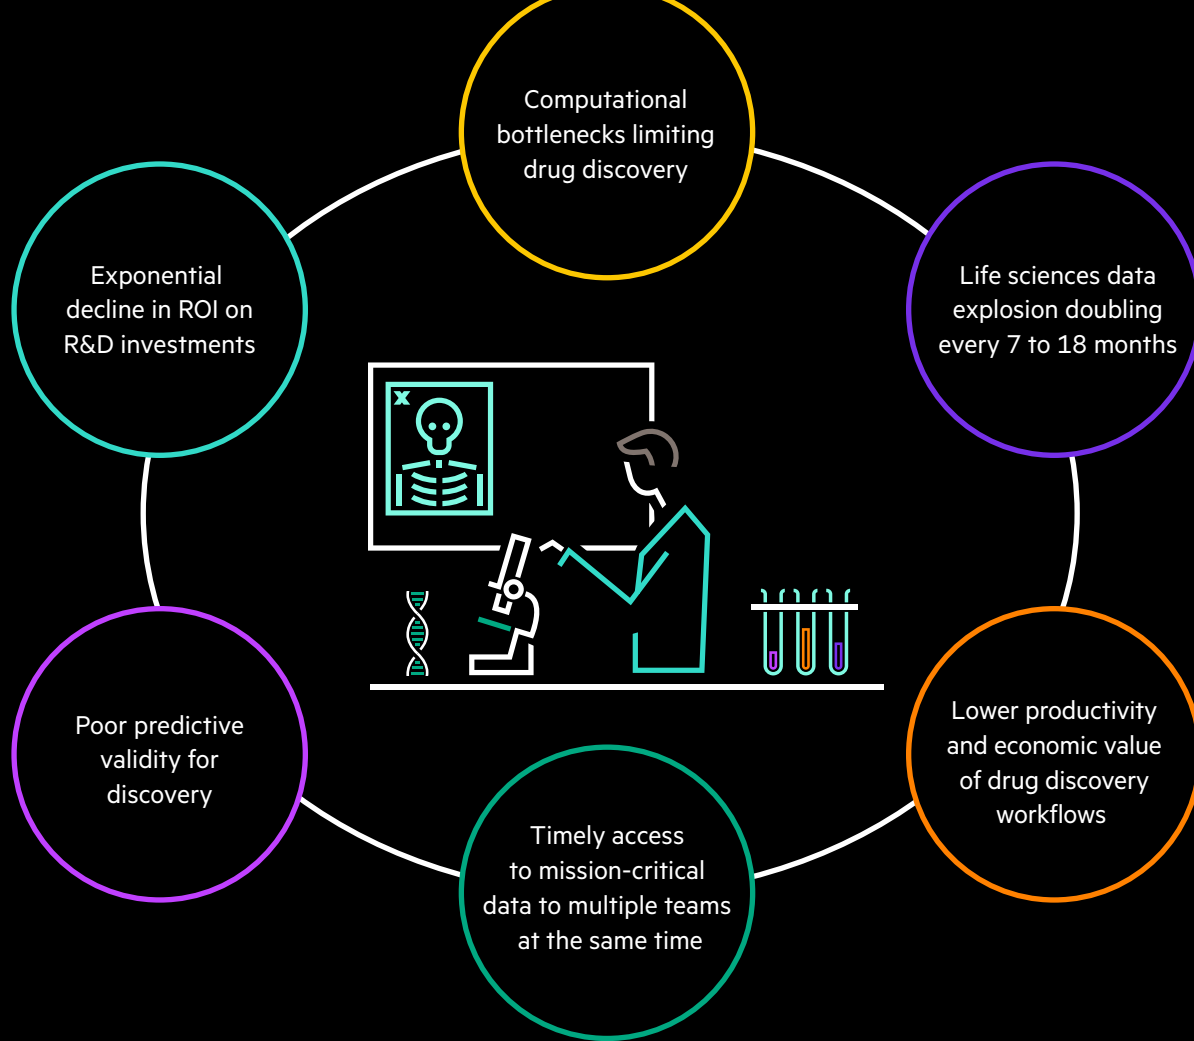 Computational
bottlenecks limiting
drug discovery
Life sciences data
explosion doubling
every 7 to 18 months
Lower productivity
and economic value
of drug discovery
workflows
Timely access
to mission-critical
data to multiple teams
at the same time
Poor predictive
validity for
discovery
Exponential
decline in ROI on
R&D investments
X